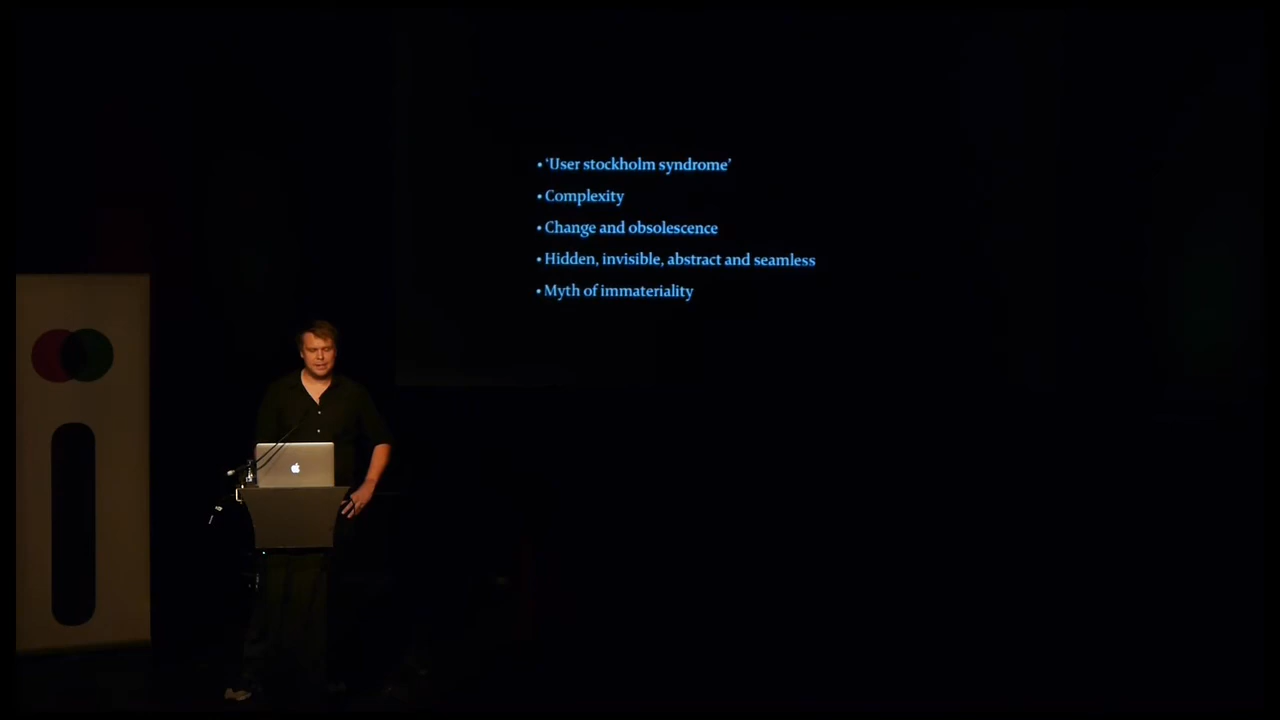 • 'User stockholm syndrome'
• Complexity
• Change and obsolescence
• Hidden, invisible, abstract and seamless
• Myth of immateriality